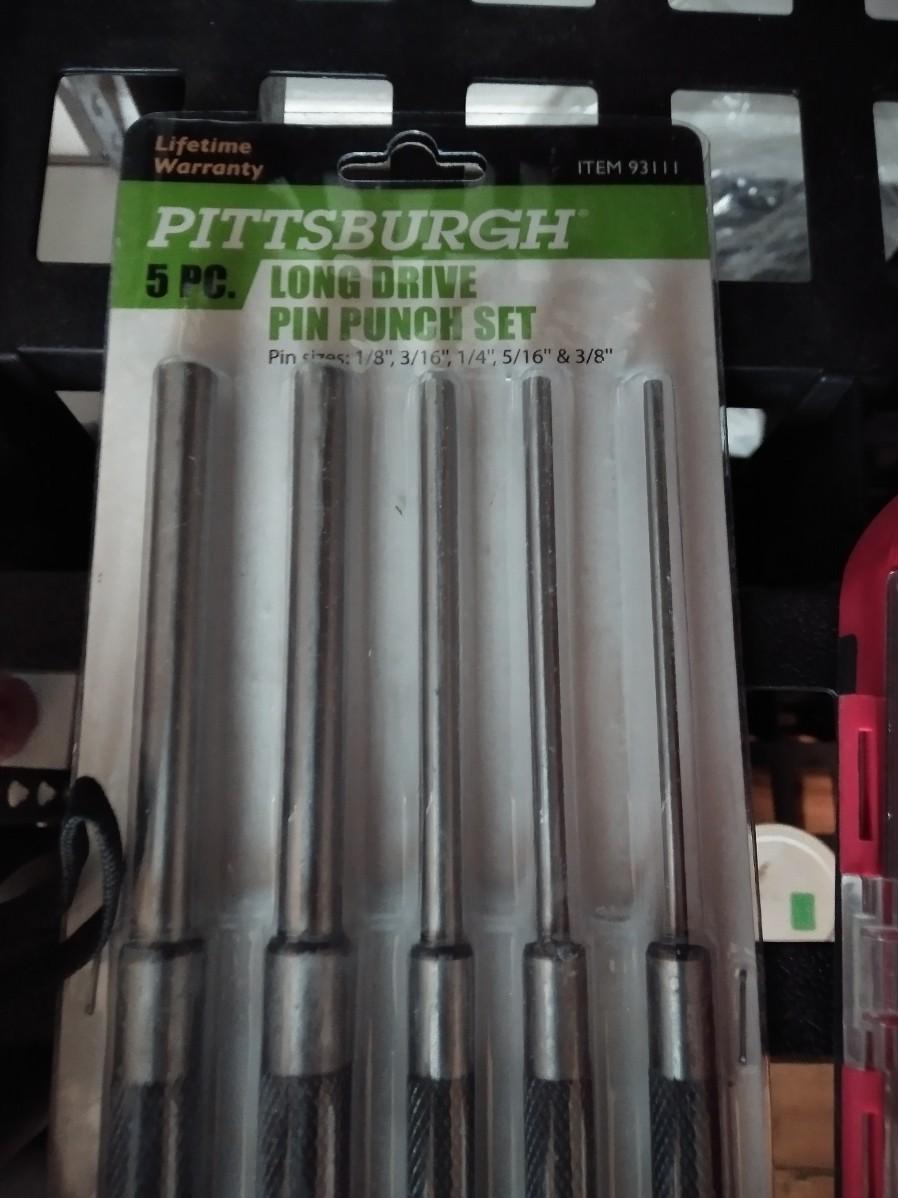 Lifetime
Warranty
ITEM 93111
PITTSBURGH®
5 PC.
LONG DRIVE
PIN PUNCH SET
Pin sizes: 1/8", 3/16", 1/4", 5/16" & 3/8"